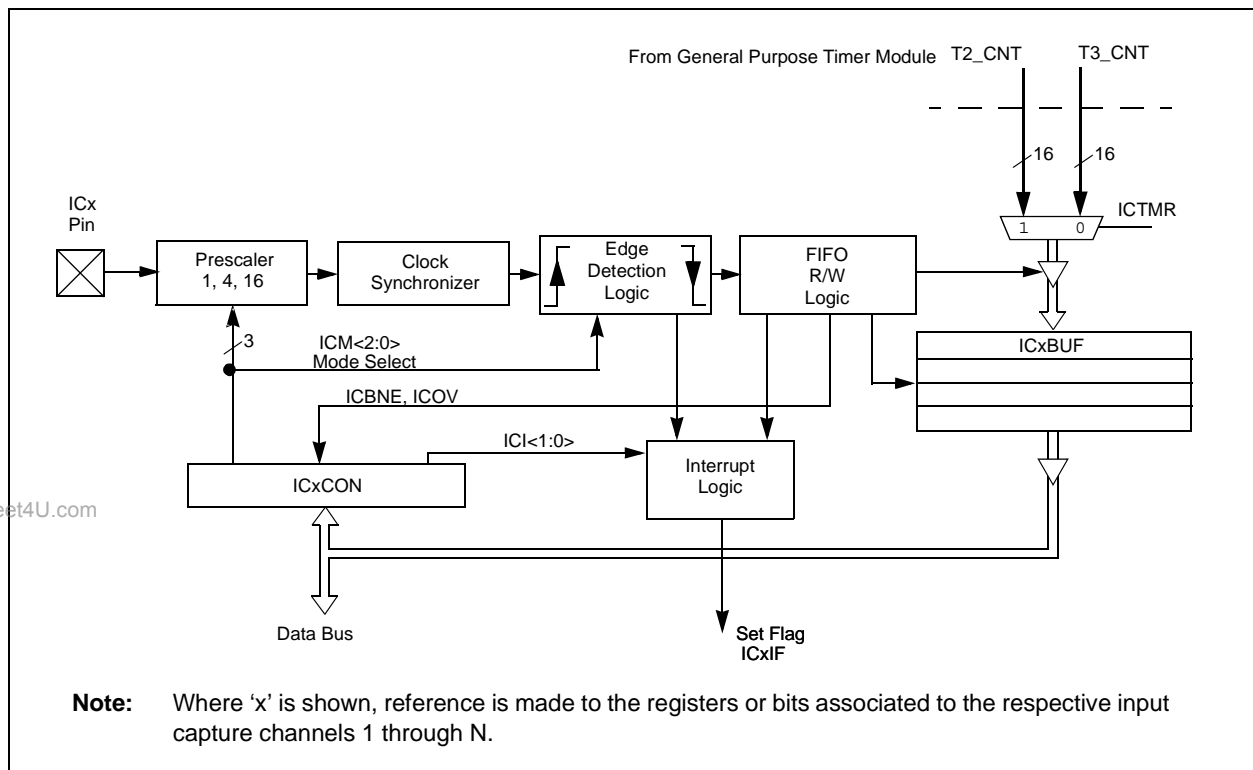 From General Purpose Timer Module
T2_CNT
T3_CNT
16
16
ICx
Pin
1
0
ICTMR
Prescaler
1, 4, 16
Clock
Synchronizer
Edge
Detection
Logic
FIFO
R/W
Logic
3
ICM<2:0>
Mode Select
ICxBUF
ICBNE, ICOV
ICI<1:0>
Interrupt
Logic
ICxCON
eet4U.com
Data Bus
Set Flag
ICxIF
Note: Where ‘x’ is shown, reference is made to the registers or bits associated to the respective input
capture channels 1 through N.